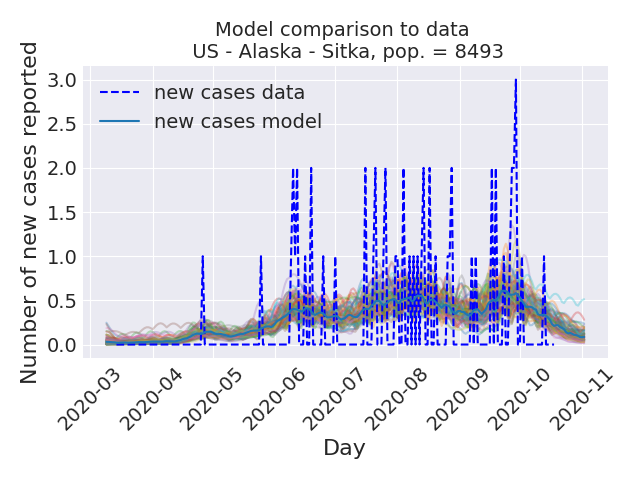 Model comparison to data
US - Alaska - Sitka, pop. = 8493
Number of new cases reported
3.0
2.5
2.0
1.5
1.0
0.5
0.0
new cases data
new cases model
2020-03
2020-04
2020-05
2020-06
2020-07
2020-08
2020-09
2020-10
2020-11
Day